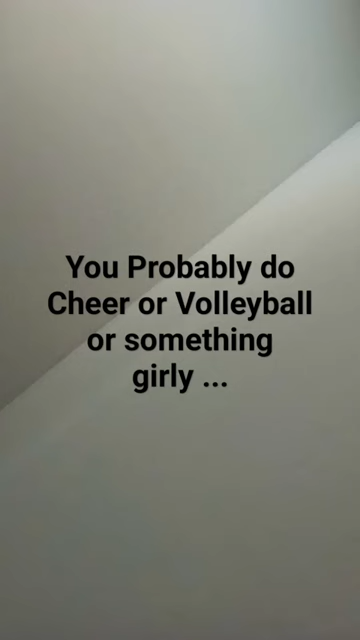 You Probably do
Cheer or Volleyball
or something
girly ...